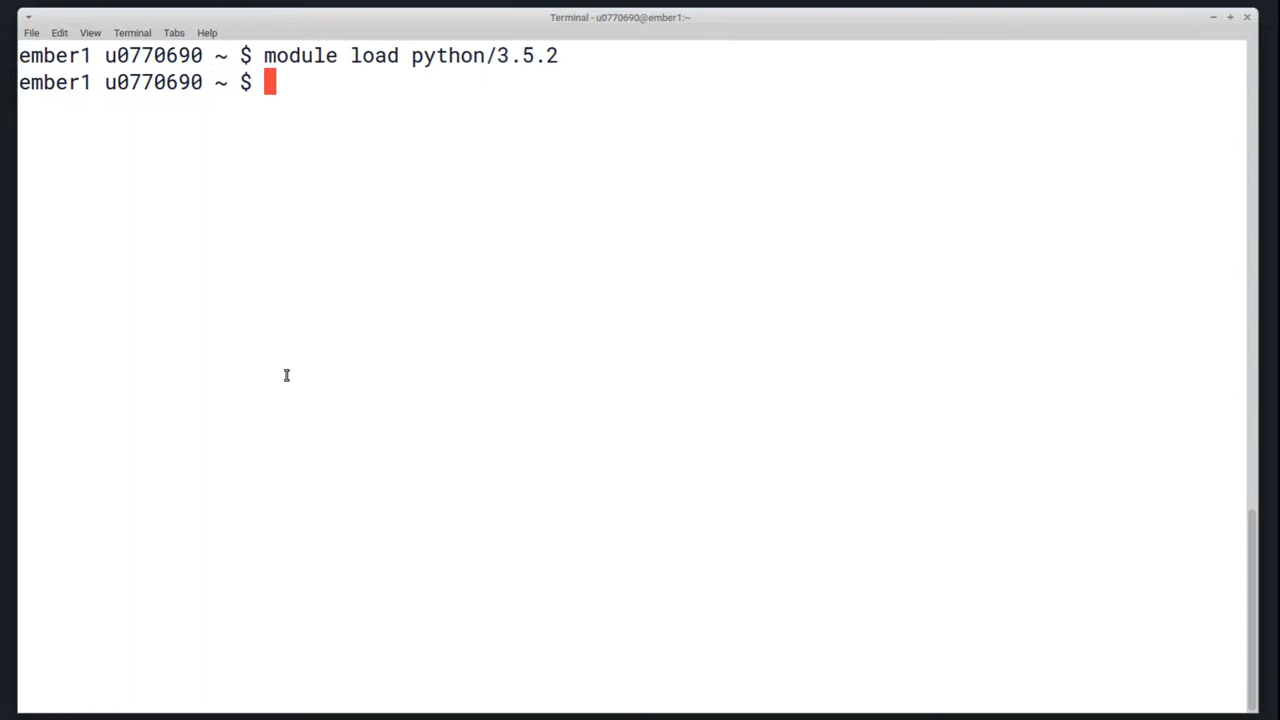 Terminal - u0770690@ember1:~
File Edit View Terminal Tabs Help
ember1 u0770690 ~ $ module load python/3.5.2
ember1 u0770690 ~ $